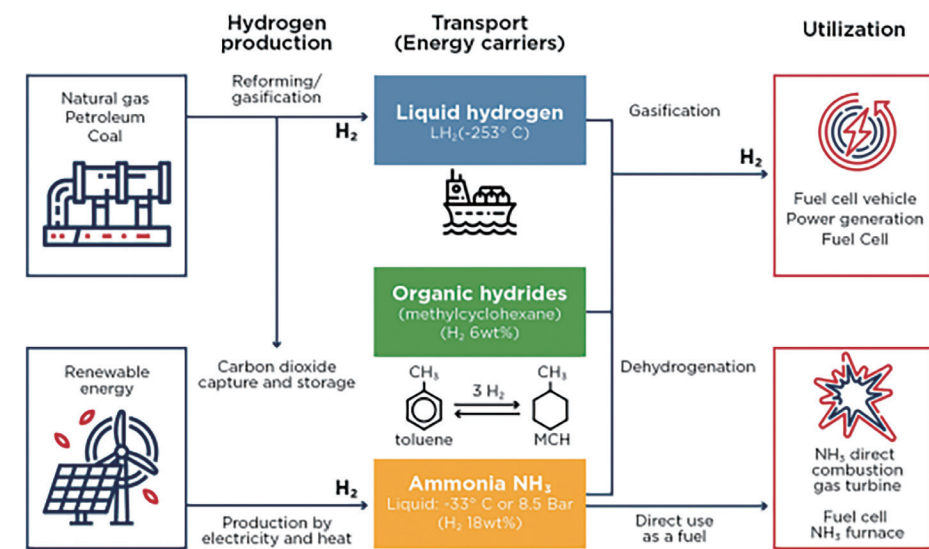 Hydrogen
production
Transport
(Energy carriers)
Utilization
Natural gas
Petroleum
Coal
Reforming/
gasification
H₂
Liquid hydrogen
LH₂(-253° C)
Gasification
H₂
Fuel cell vehicle
Power generation
Fuel Cell
Organic hydrides
(methylcyclohexane)
(H₂ 6wt%)
Carbon dioxide
capture and storage
Dehydrogenation
Renewable
energy
CH₃
3 H₂
CH₃
toluene
MCH
H₂
Production by
electricity and heat
Ammonia NH₃
Liquid: -33° C or 8.5 Bar
(H₂ 18wt%)
Direct use
as a fuel
NH₃ direct
combustion
gas turbine
Fuel cell
NH₃ furnace